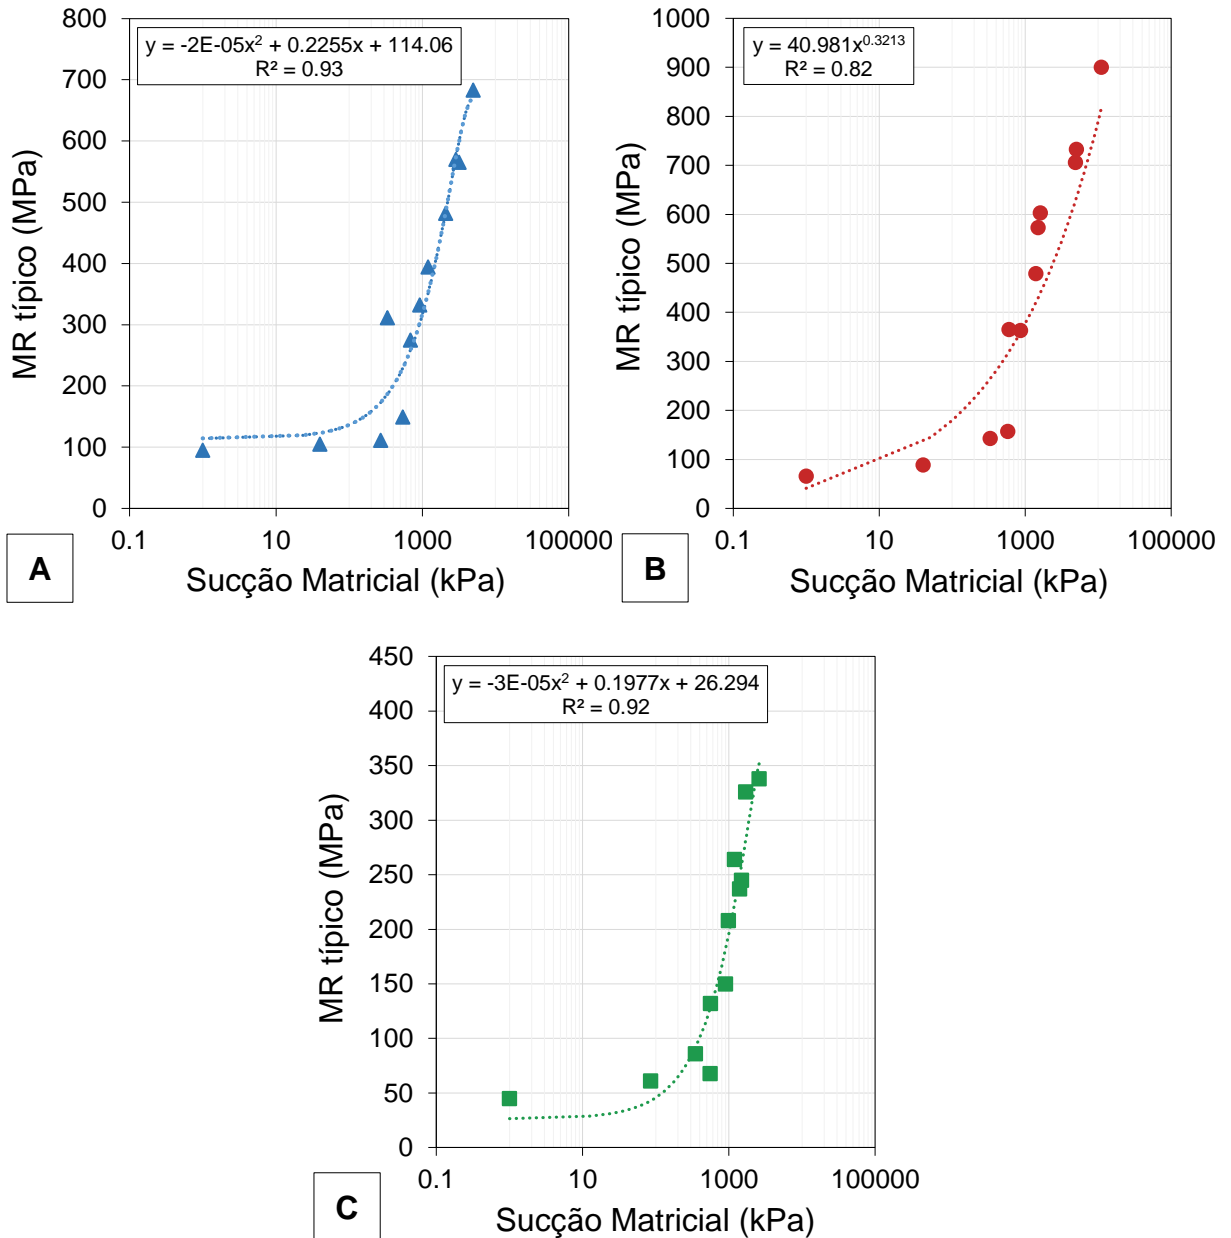 y = -2E-05x² + 0.2255x + 114.06
R² = 0.93
800
700
600
500
400
300
200
100
0
MR típico (MPa)
0.1 10 1000 100000
Sucção Matricial (kPa)
A
y = 40.981x^0.3213
R² = 0.82
1000
900
800
700
600
500
400
300
200
100
0
MR típico (MPa)
0.1 10 1000 100000
Sucção Matricial (kPa)
B
y = -3E-05x² + 0.1977x + 26.294
R² = 0.92
450
400
350
300
250
200
150
100
50
0
MR típico (MPa)
0.1 10 1000 100000
Sucção Matricial (kPa)
C